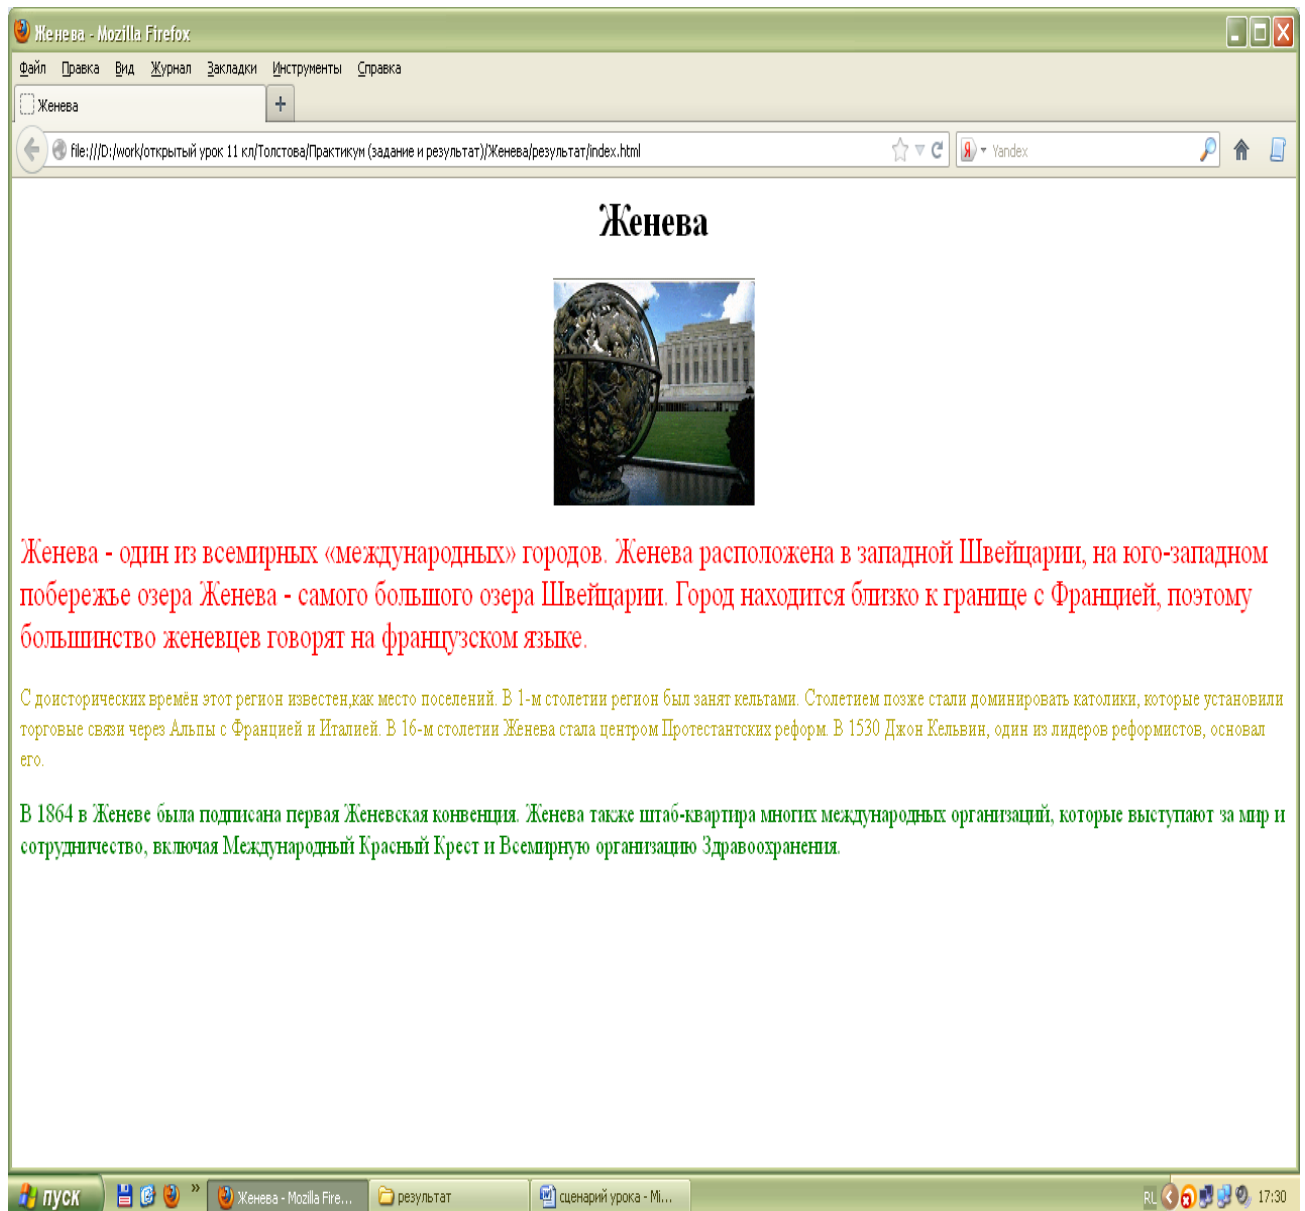 Женева - Mozilla Firefox
Файл Правка Вид Журнал Закладки Инструменты Справка
Женева +
file:///D:/work/открытый урок 11 кл/Толстова/Практикум (задание и результат)/Женева/результат/index.html Я Yandex
Женева
Женева - один из всемирных «международных» городов. Женева расположена в западной Швейцарии, на юго-западном
побережье озера Женева - самого большого озера Швейцарии. Город находится близко к границе с Францией, поэтому
большинство женевцев говорят на французском языке.
С доисторических времён этот регион известен,как место поселений. В 1-м столетии регион был занят кельтами. Столетием позже стали доминировать католики, которые установили
торговые связи через Альпы с Францией и Италией. В 16-м столетии Женева стала центром Протестантских реформ. В 1530 Джон Кельвин, один из лидеров реформистов, основал
его.
В 1864 в Женеве была подписана первая Женевская конвенция. Женева также штаб-квартира многих международных организаций, которые выступают за мир и
сотрудничество, включая Международный Красный Крест и Всемирную организацию Здравоохранения.
пуск » Женева - Mozilla Fire... результат сценарий урока - Mi... RL 17:30